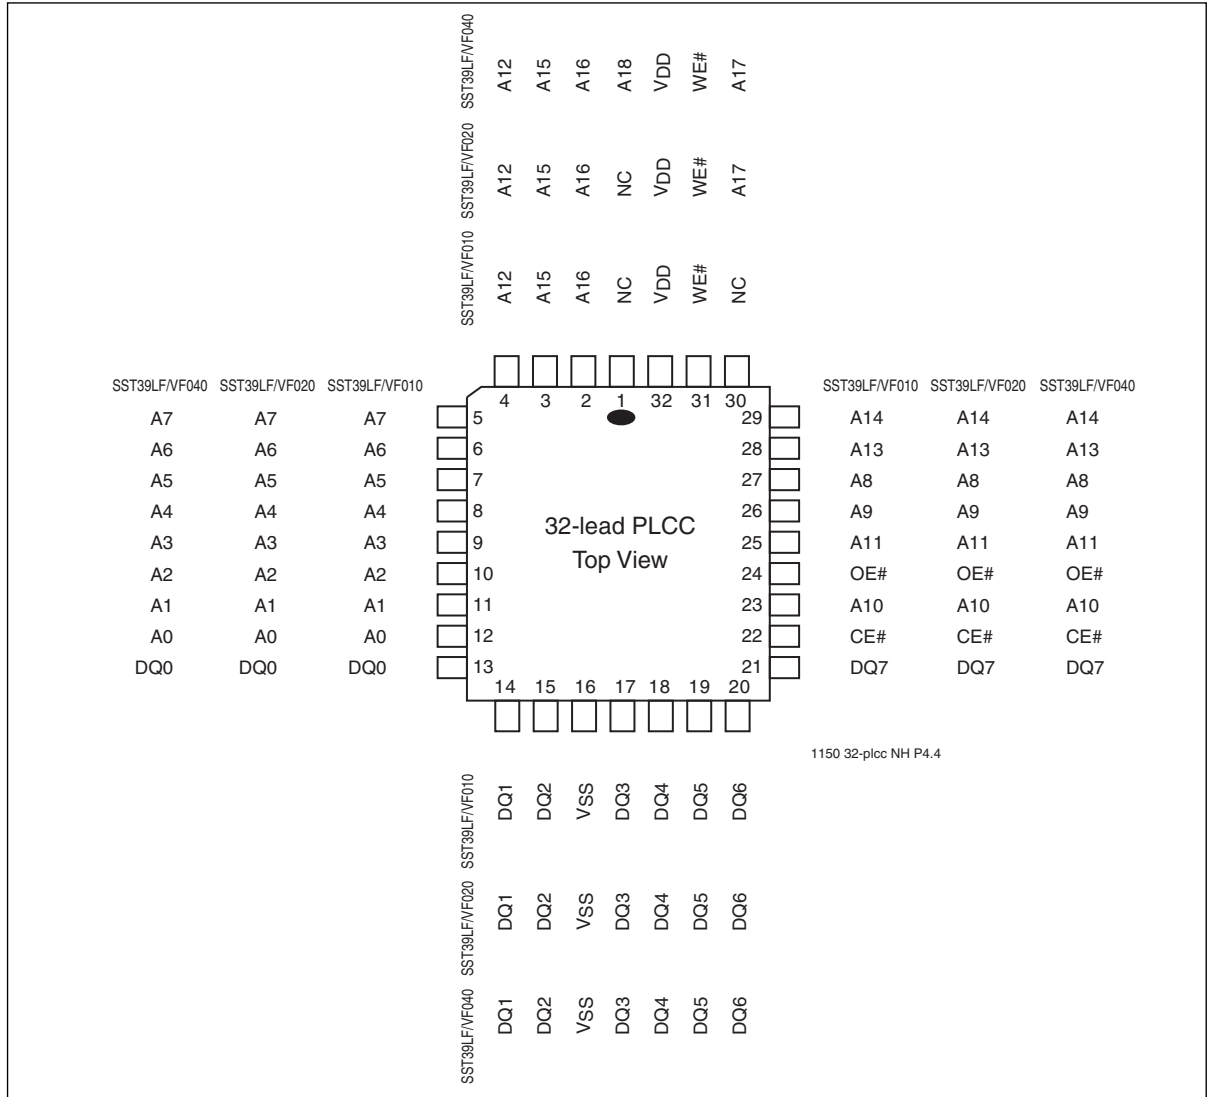 SST39LF/VF040 A12 A15 A16 A18 VDD WE# A17
SST39LF/VF020 A12 A15 A16 NC VDD WE# A17
SST39LF/VF010 A12 A15 A16 NC VDD WE# NC
SST39LF/VF040 SST39LF/VF020 SST39LF/VF010 4 3 2 1 32 31 30 SST39LF/VF010 SST39LF/VF020 SST39LF/VF040
A7 A7 A7 5 29 A14 A14 A14
A6 A6 A6 6 28 A13 A13 A13
A5 A5 A5 7 27 A8 A8 A8
A4 A4 A4 8 26 A9 A9 A9
A3 A3 A3 9 25 A11 A11 A11
A2 A2 A2 10 24 OE# OE# OE#
A1 A1 A1 11 23 A10 A10 A10
A0 A0 A0 12 22 CE# CE# CE#
DQ0 DQ0 DQ0 13 21 DQ7 DQ7 DQ7
32-lead PLCC
Top View
14 15 16 17 18 19 20
1150 32-plcc NH P4.4
SST39LF/VF010 DQ1 DQ2 VSS DQ3 DQ4 DQ5 DQ6
SST39LF/VF020 DQ1 DQ2 VSS DQ3 DQ4 DQ5 DQ6
SST39LF/VF040 DQ1 DQ2 VSS DQ3 DQ4 DQ5 DQ6